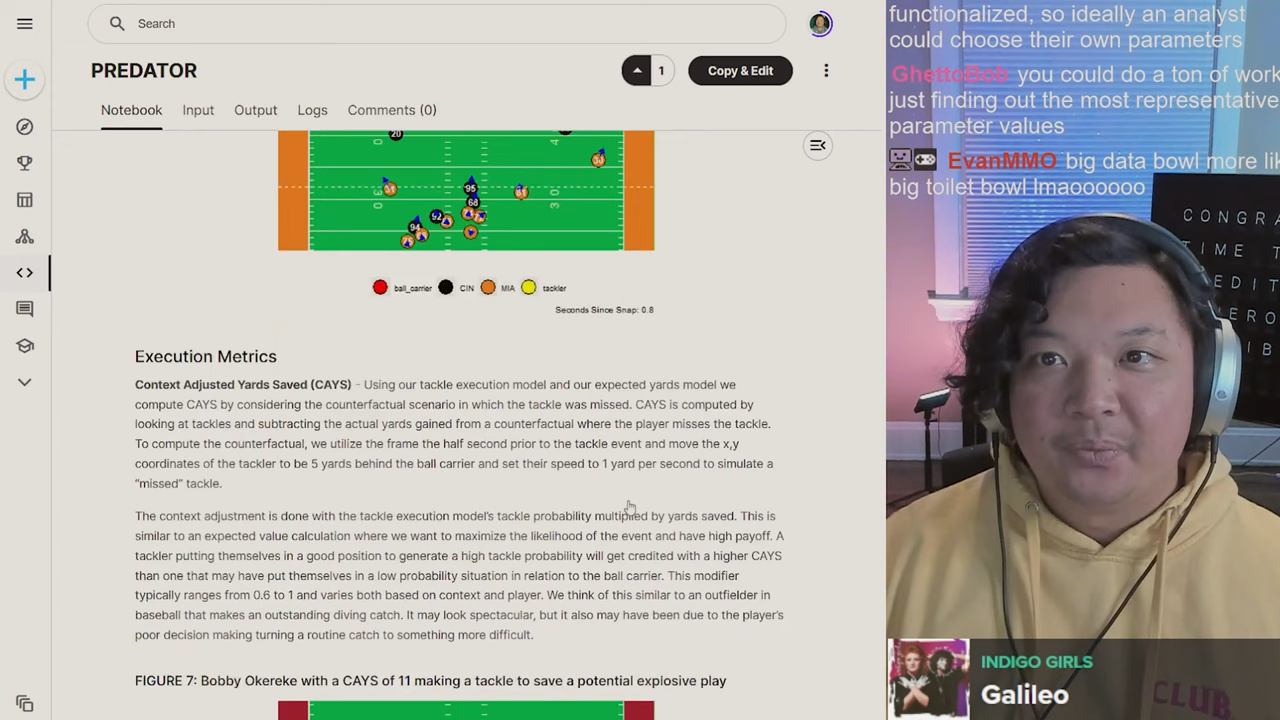 Search
PREDATOR
1
Copy & Edit
Notebook
Input
Output
Logs
Comments (0)
20
95
68
92
94
3 0
ball_carrier
CIN
MIA
tackler
Seconds Since Snap: 0.8
Execution Metrics
Context Adjusted Yards Saved (CAYS) - Using our tackle execution model and our expected yards model we
compute CAYS by considering the counterfactual scenario in which the tackle was missed. CAYS is computed by
looking at tackles and subtracting the actual yards gained from a counterfactual where the player misses the tackle.
To compute the counterfactual, we utilize the frame the half second prior to the tackle event and move the x,y
coordinates of the tackler to be 5 yards behind the ball carrier and set their speed to 1 yard per second to simulate a
“missed” tackle.
The context adjustment is done with the tackle execution model's tackle probability multiplied by yards saved. This is
similar to an expected value calculation where we want to maximize the likelihood of the event and have high payoff. A
tackler putting themselves in a good position to generate a high tackle probability will get credited with a higher CAYS
than one that may have put themselves in a low probability situation in relation to the ball carrier. This modifier
typically ranges from 0.6 to 1 and varies both based on context and player. We think of this similar to an outfielder in
baseball that makes an outstanding diving catch. It may look spectacular, but it also may have been due to the player's
poor decision making turning a routine catch to something more difficult.
FIGURE 7: Bobby Okereke with a CAYS of 11 making a tackle to save a potential explosive play
functionalized, so ideally an analyst
could choose their own parameters
GhettoBob you could do a ton of work
just finding out the most representative
parameter values
EvanMMO big data bowl more li
big toilet bowl lmaoooooo
CONGRA
TIME T
EDIT
ERO
IB
INDIGO GIRLS
Galileo
CLUB